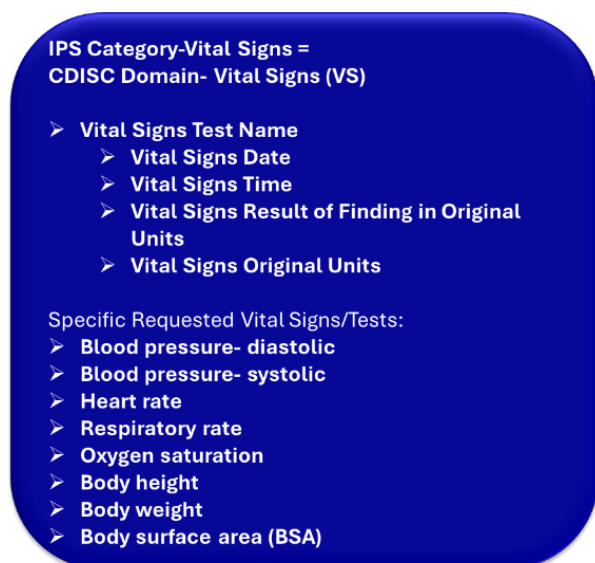 IPS Category-Vital Signs =
CDISC Domain- Vital Signs (VS)
➢ Vital Signs Test Name
➢ Vital Signs Date
➢ Vital Signs Time
➢ Vital Signs Result of Finding in Original
Units
➢ Vital Signs Original Units
Specific Requested Vital Signs/Tests:
➢ Blood pressure- diastolic
➢ Blood pressure- systolic
➢ Heart rate
➢ Respiratory rate
➢ Oxygen saturation
➢ Body height
➢ Body weight
➢ Body surface area (BSA)